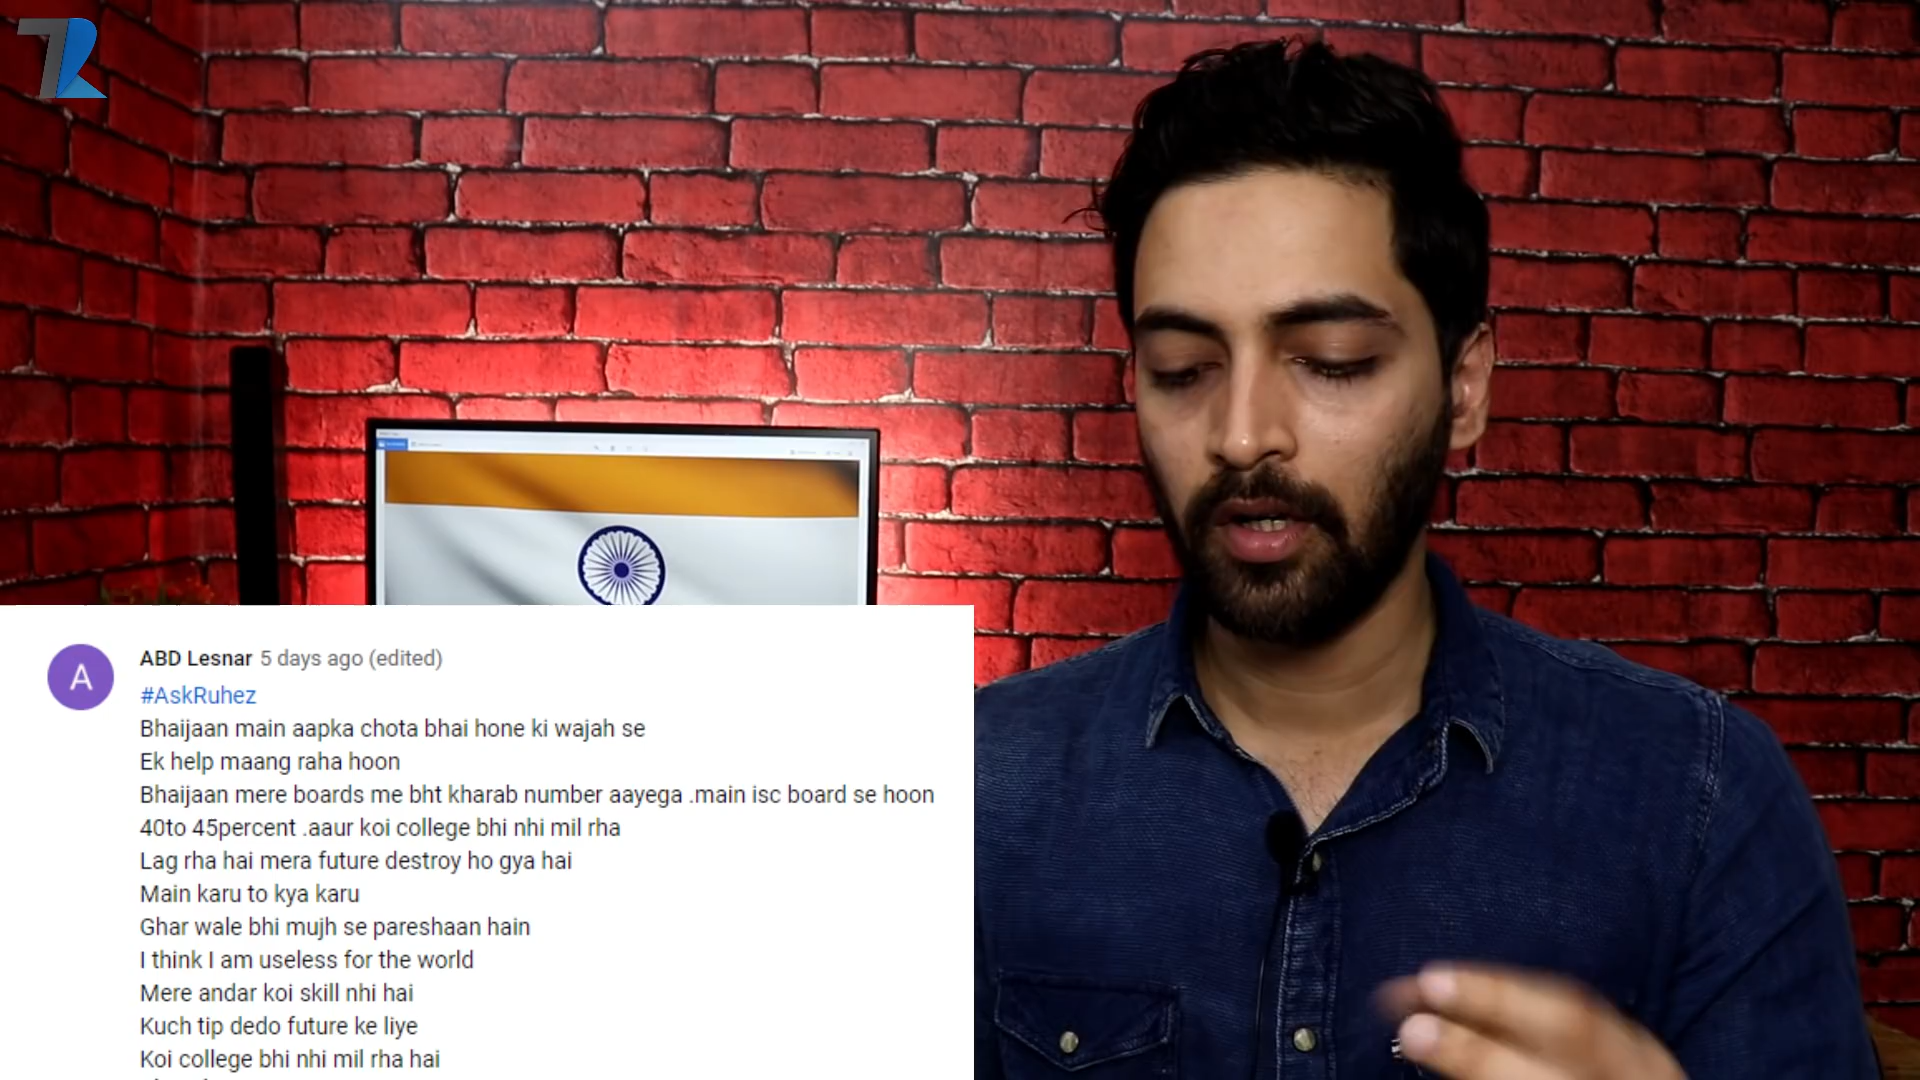 ABD Lesnar 5 days ago (edited)
A
#AskRuhez
Bhaijaan main aapka chota bhai hone ki wajah se
Ek help maang raha hoon
Bhaijaan mere boards me bht kharab number aayega .main isc board se hoon
40to 45percent .aaur koi college bhi nhi mil rha
Lag rha hai mera future destroy ho gya hai
Main karu to kya karu
Ghar wale bhi mujh se pareshaan hain
I think I am useless for the world
Mere andar koi skill nhi hai
Kuch tip dedo future ke liye
Koi college bhi nhi mil rha hai